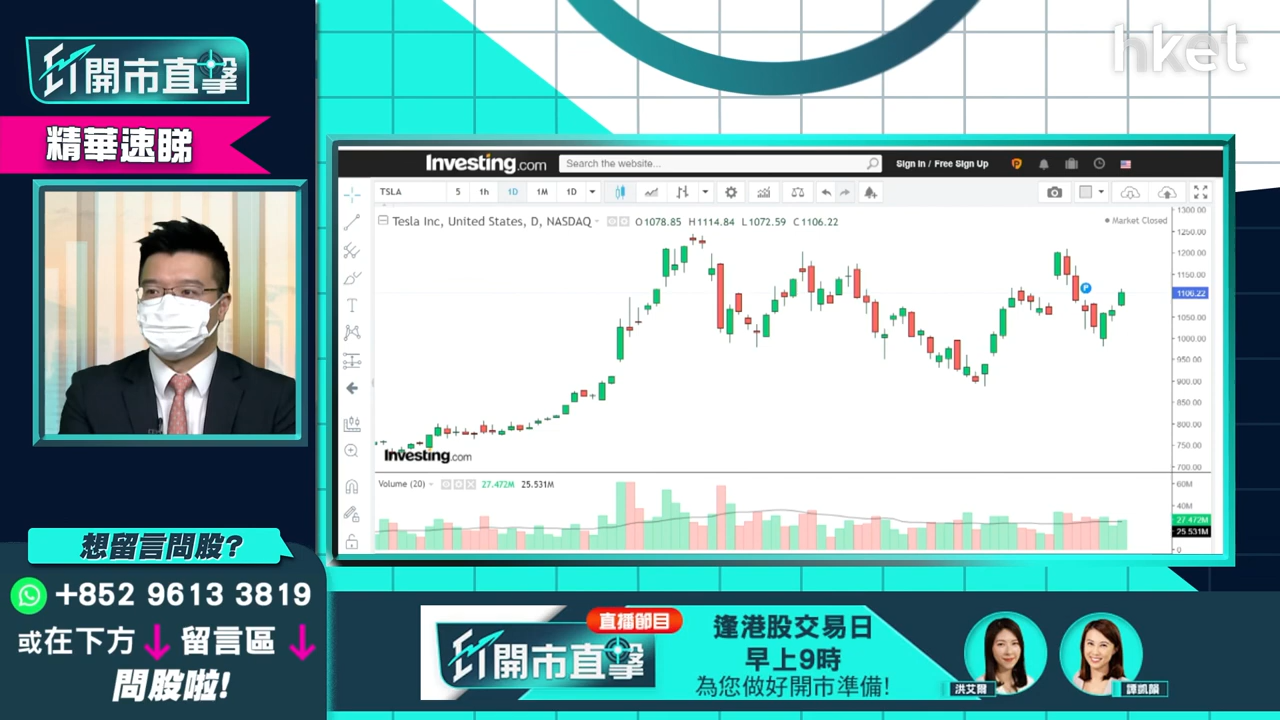 hket
ET開市直擊
精華速睇
Investing.com
Search the website...
Sign In / Free Sign Up
TSLA
5
1h
1D
1M
1D
Tesla Inc, United States, D, NASDAQ
O1078.85 H1114.84 L1072.59 C1106.22
Market Closed
P
1300.00
1250.00
1200.00
1150.00
1106.22
1050.00
1000.00
950.00
900.00
850.00
800.00
750.00
700.00
Investing.com
Volume (20)
27.472M
25.531M
60M
40M
27.472M
25.531M
0
想留言問股?
+852 9613 3819
或在下方 留言區
問股啦!
直播節目
ET開市直擊
逢港股交易日
早上9時
為您做好開市準備!
洪艾爾
譚凱韻